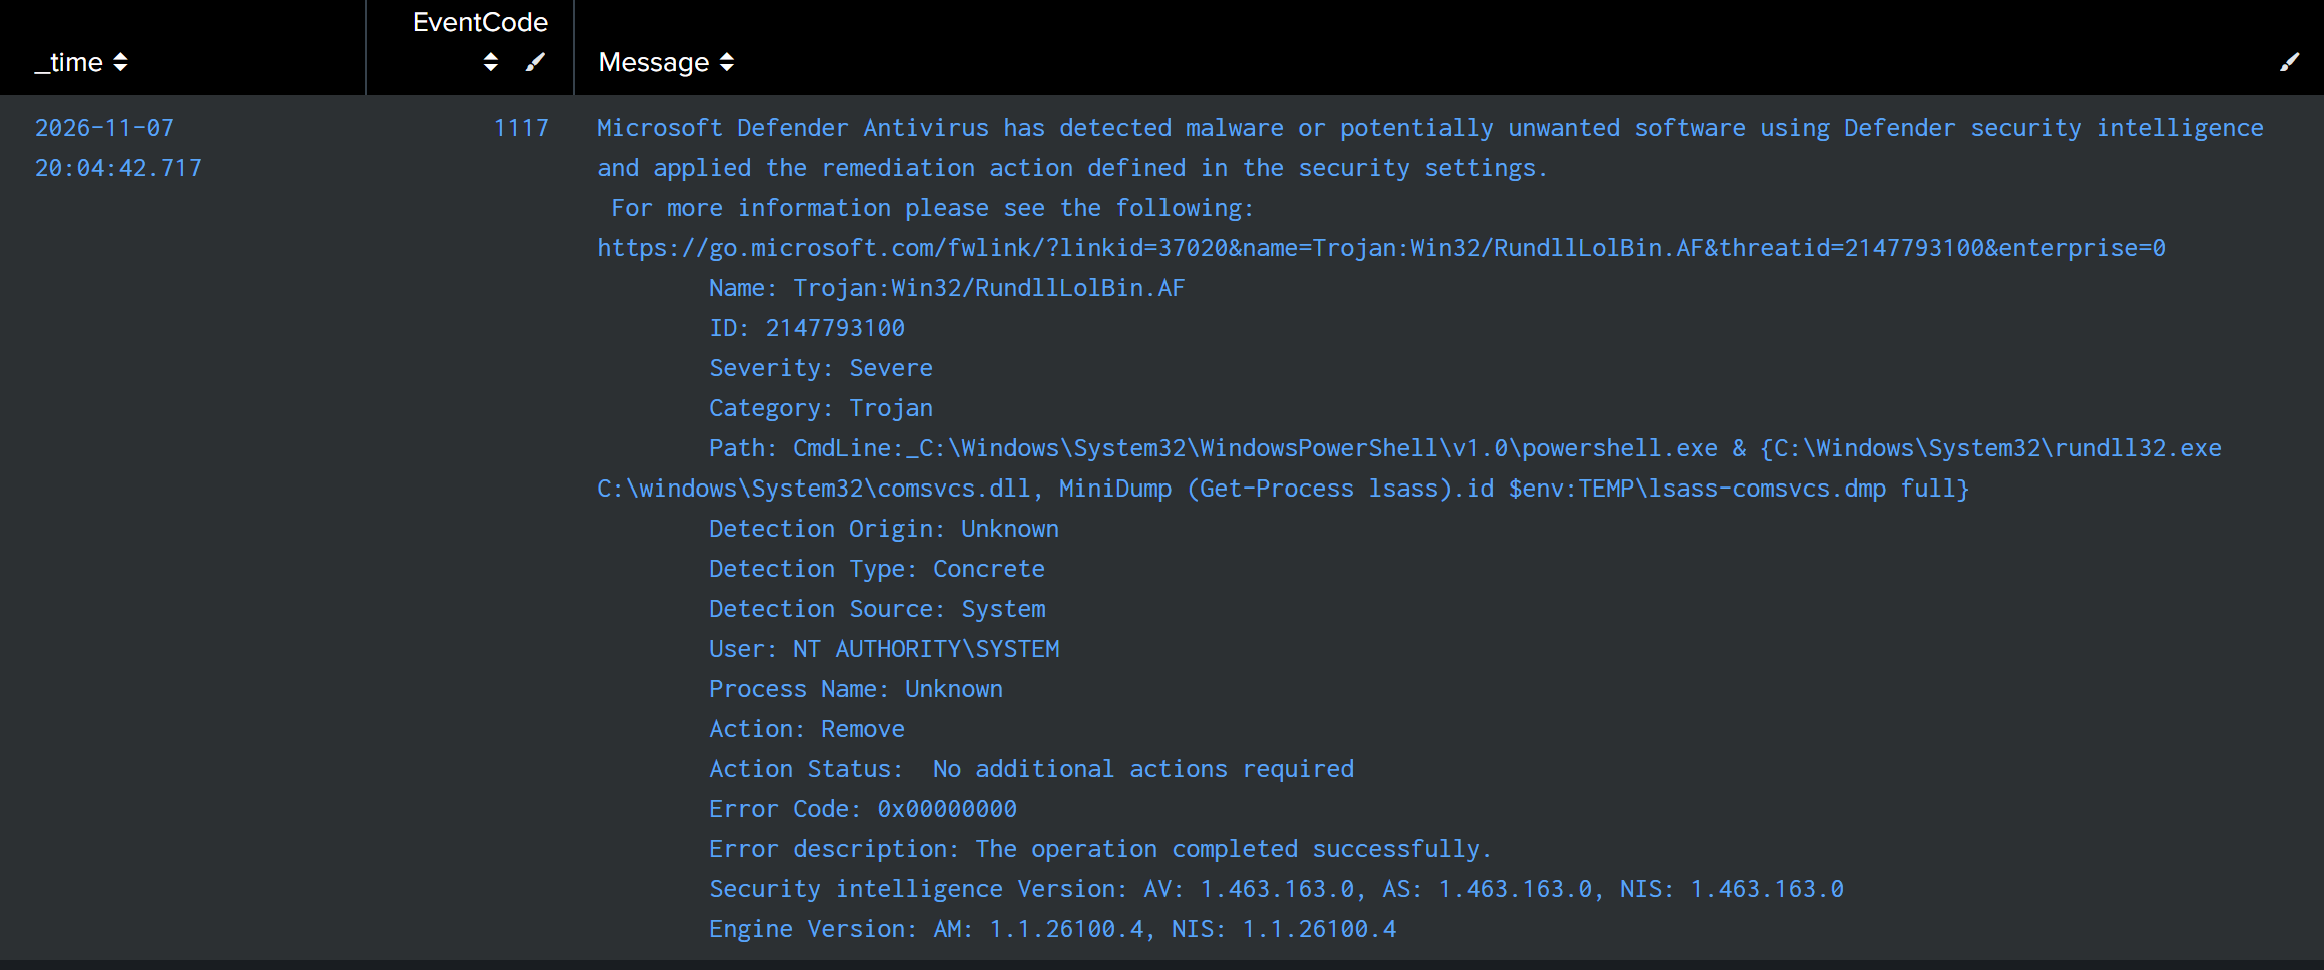 EventCode
_time
Message
2026-11-07
20:04:42.717
1117
Microsoft Defender Antivirus has detected malware or potentially unwanted software using Defender security intelligence
and applied the remediation action defined in the security settings.
For more information please see the following:
https://go.microsoft.com/fwlink/?linkid=37020&name=Trojan:Win32/RundllLolBin.AF&threatid=2147793100&enterprise=0
Name: Trojan:Win32/RundllLolBin.AF
ID: 2147793100
Severity: Severe
Category: Trojan
Path: CmdLine:_C:\Windows\System32\WindowsPowerShell\v1.0\powershell.exe & {C:\Windows\System32\rundll32.exe
C:\windows\System32\comsvcs.dll, MiniDump (Get-Process lsass).id $env:TEMP\lsass-comsvcs.dmp full}
Detection Origin: Unknown
Detection Type: Concrete
Detection Source: System
User: NT AUTHORITY\SYSTEM
Process Name: Unknown
Action: Remove
Action Status:  No additional actions required
Error Code: 0x00000000
Error description: The operation completed successfully.
Security intelligence Version: AV: 1.463.163.0, AS: 1.463.163.0, NIS: 1.463.163.0
Engine Version: AM: 1.1.26100.4, NIS: 1.1.26100.4